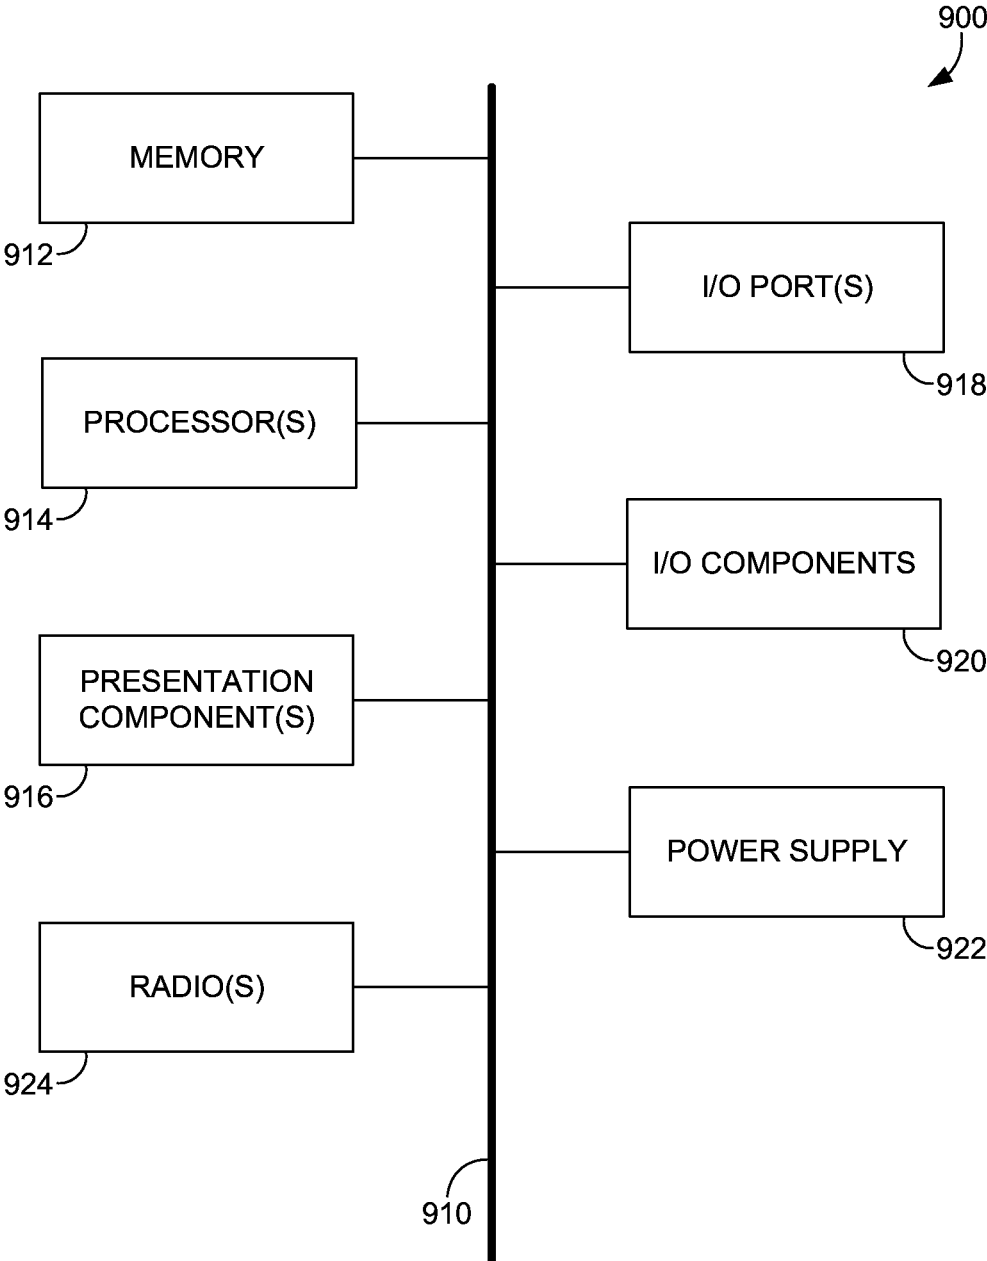 900
MEMORY
912
I/O PORT(S)
918
PROCESSOR(S)
914
I/O COMPONENTS
920
PRESENTATION
COMPONENT(S)
916
POWER SUPPLY
922
RADIO(S)
924
910